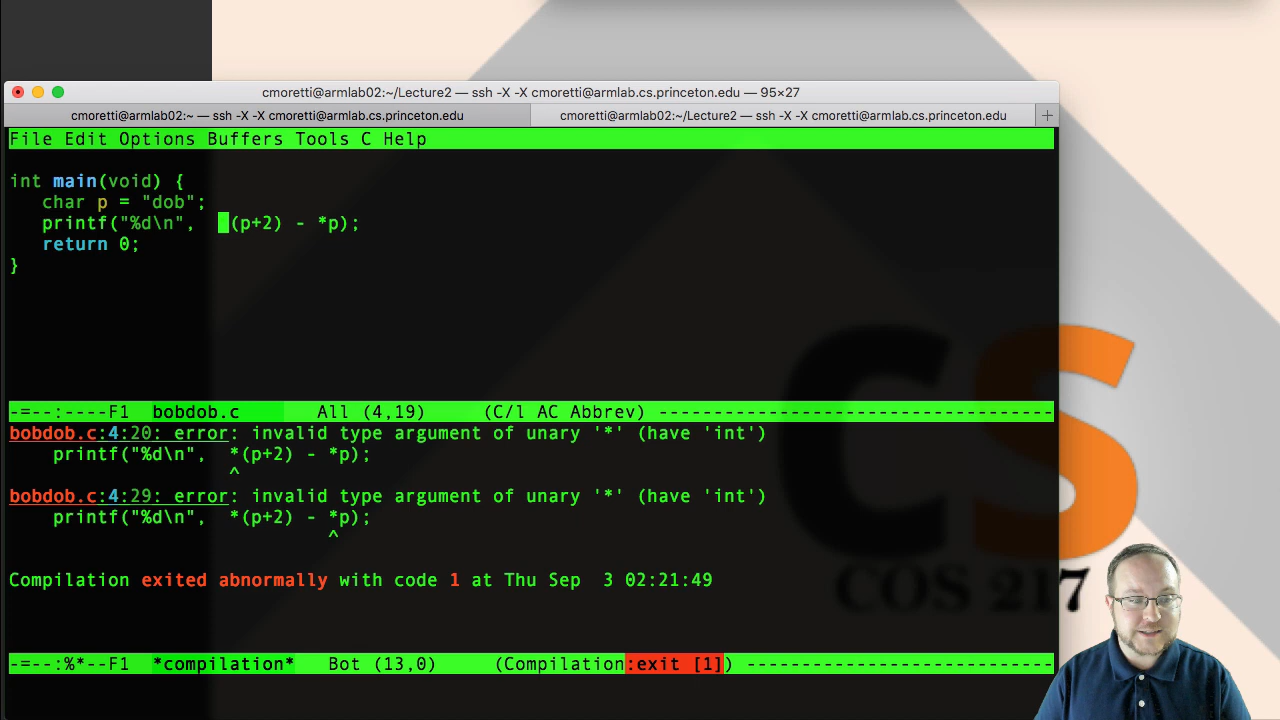 cmoretti@armlab02:~/Lecture2 — ssh -X -X cmoretti@armlab.cs.princeton.edu — 95×27
cmoretti@armlab02:~ — ssh -X -X cmoretti@armlab.cs.princeton.edu
cmoretti@armlab02:~/Lecture2 — ssh -X -X cmoretti@armlab.cs.princeton.edu
+
File Edit Options Buffers Tools C Help
int main(void) {
char p = "dob";
printf("%d\n", (p+2) - *p);
return 0;
}
-=--:----F1 bobdob.c All (4,19) (C/l AC Abbrev) ------------------------------------
bobdob.c:4:20: error: invalid type argument of unary '*' (have 'int')
printf("%d\n", *(p+2) - *p);
^
bobdob.c:4:29: error: invalid type argument of unary '*' (have 'int')
printf("%d\n", *(p+2) - *p);
^
Compilation exited abnormally with code 1 at Thu Sep 3 02:21:49
-=--:%*--F1 *compilation* Bot (13,0) (Compilation:exit [1]) ----------------------------
CS
COS 217